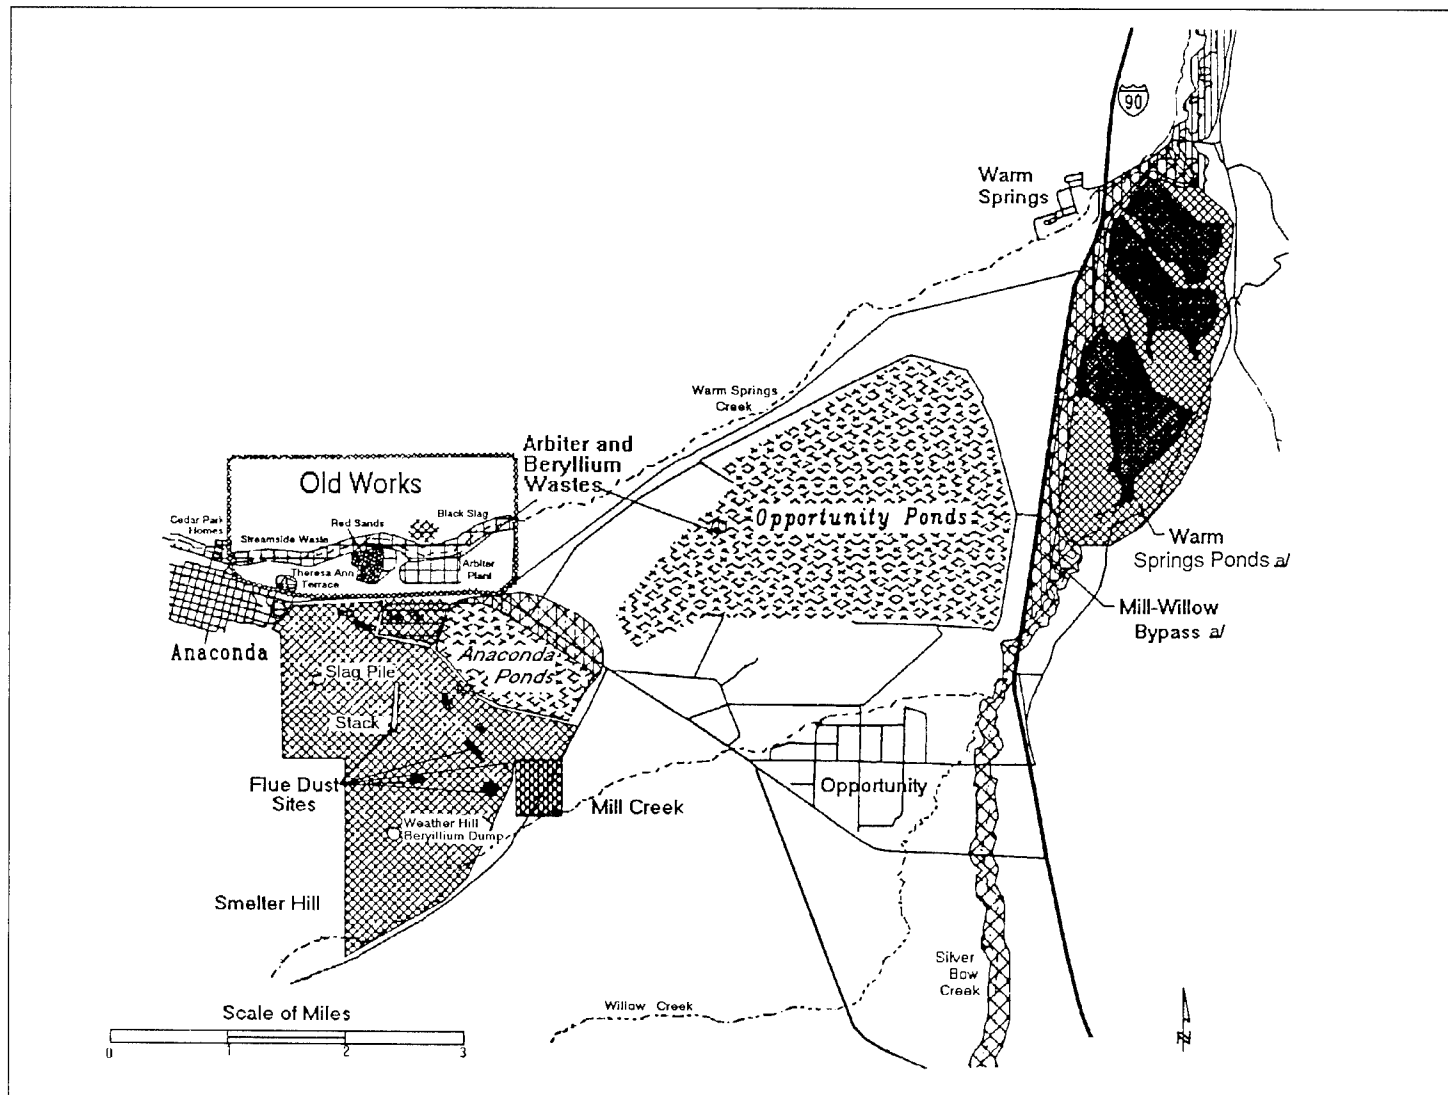 90
Warm
Springs
Warm Springs
Creek
Arbiter and
Beryllium
Wastes
Old Works
Opportunity Ponds
Cedar Park
Homes
Streamside Waste
Red Sands
Black Slag
Theresa Ann
Terrace
Arbiter
Plant
Warm
Springs Ponds a/
Mill-Willow
Bypass a/
Anaconda
Anaconda
Ponds
Slag Pile
Stack
Flue Dust
Sites
Opportunity
Mill Creek
Weather Hill
Beryillium Dump
Smelter Hill
Silver
Bow
Creek
Willow Creek
Scale of Miles
0 1 2 3
N